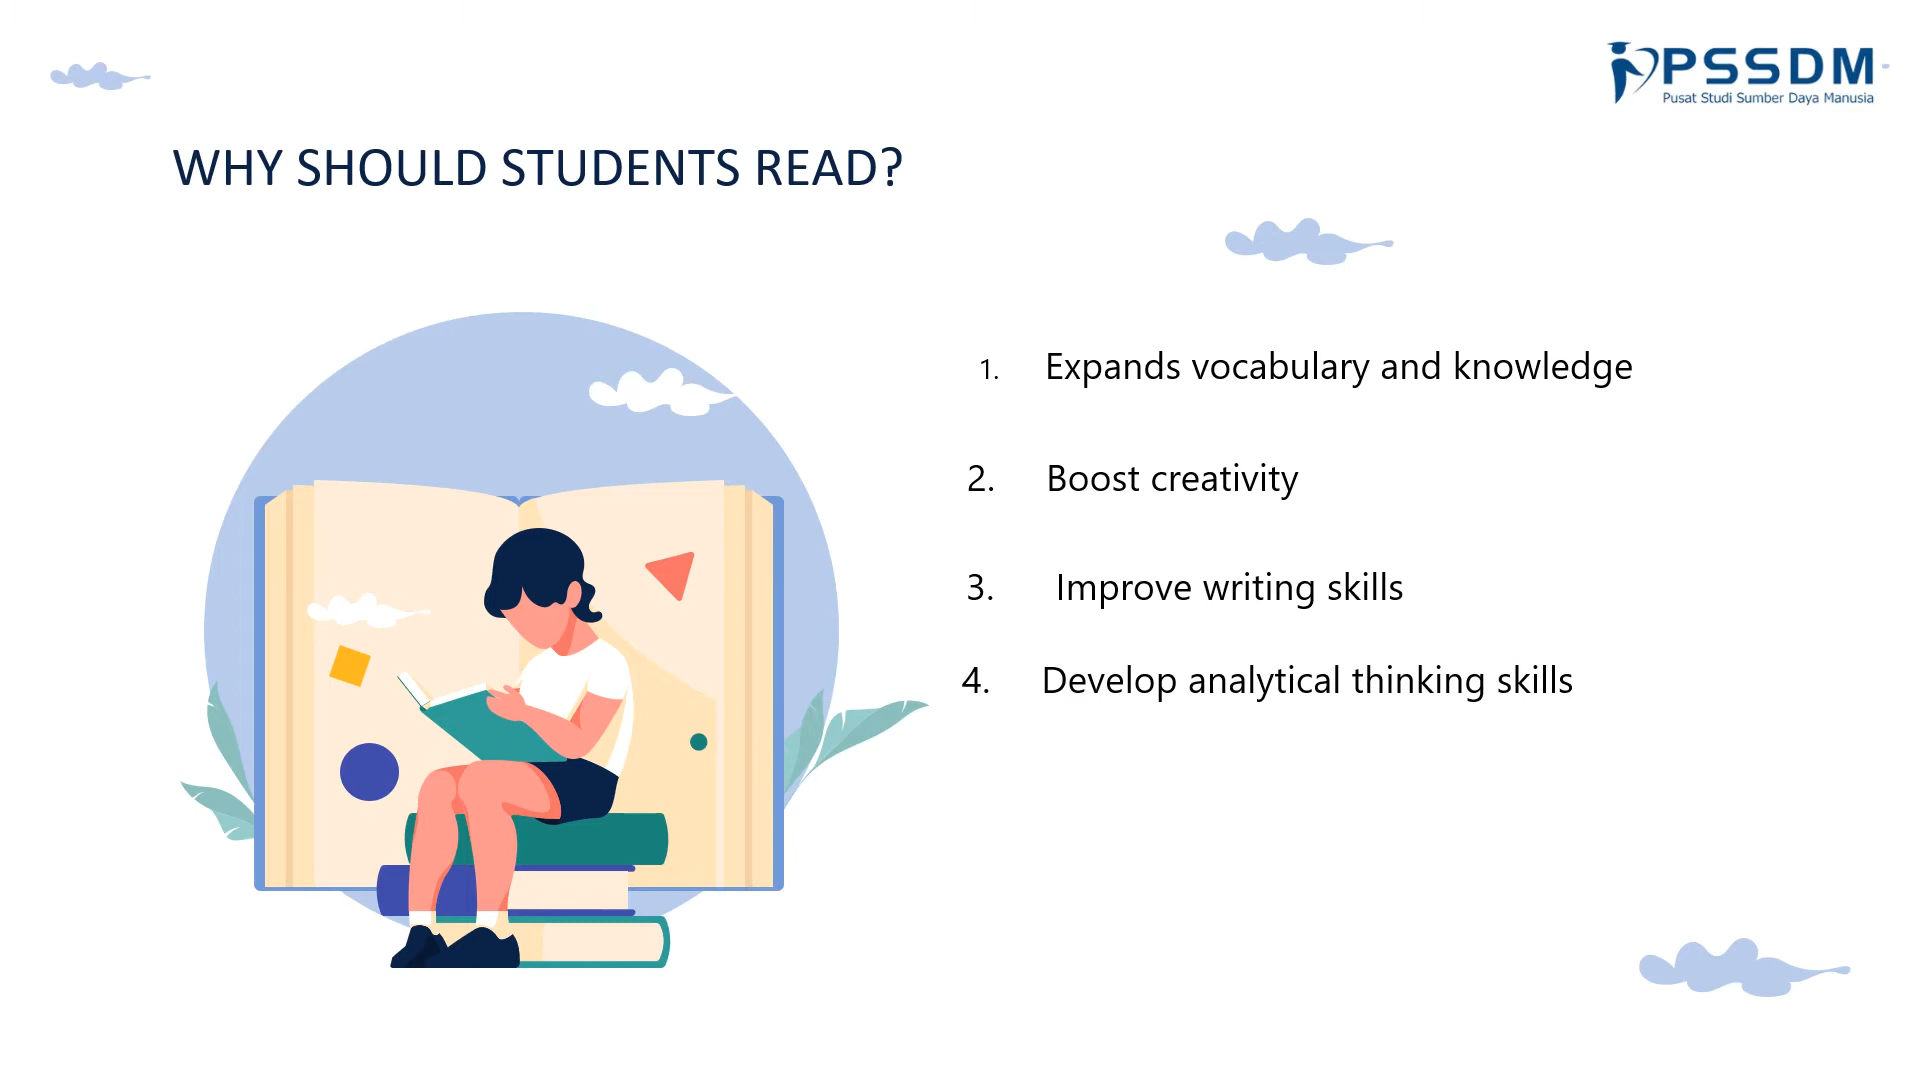 PSSDM
Pusat Studi Sumber Daya Manusia
WHY SHOULD STUDENTS READ?
1. Expands vocabulary and knowledge
2. Boost creativity
3. Improve writing skills
4. Develop analytical thinking skills